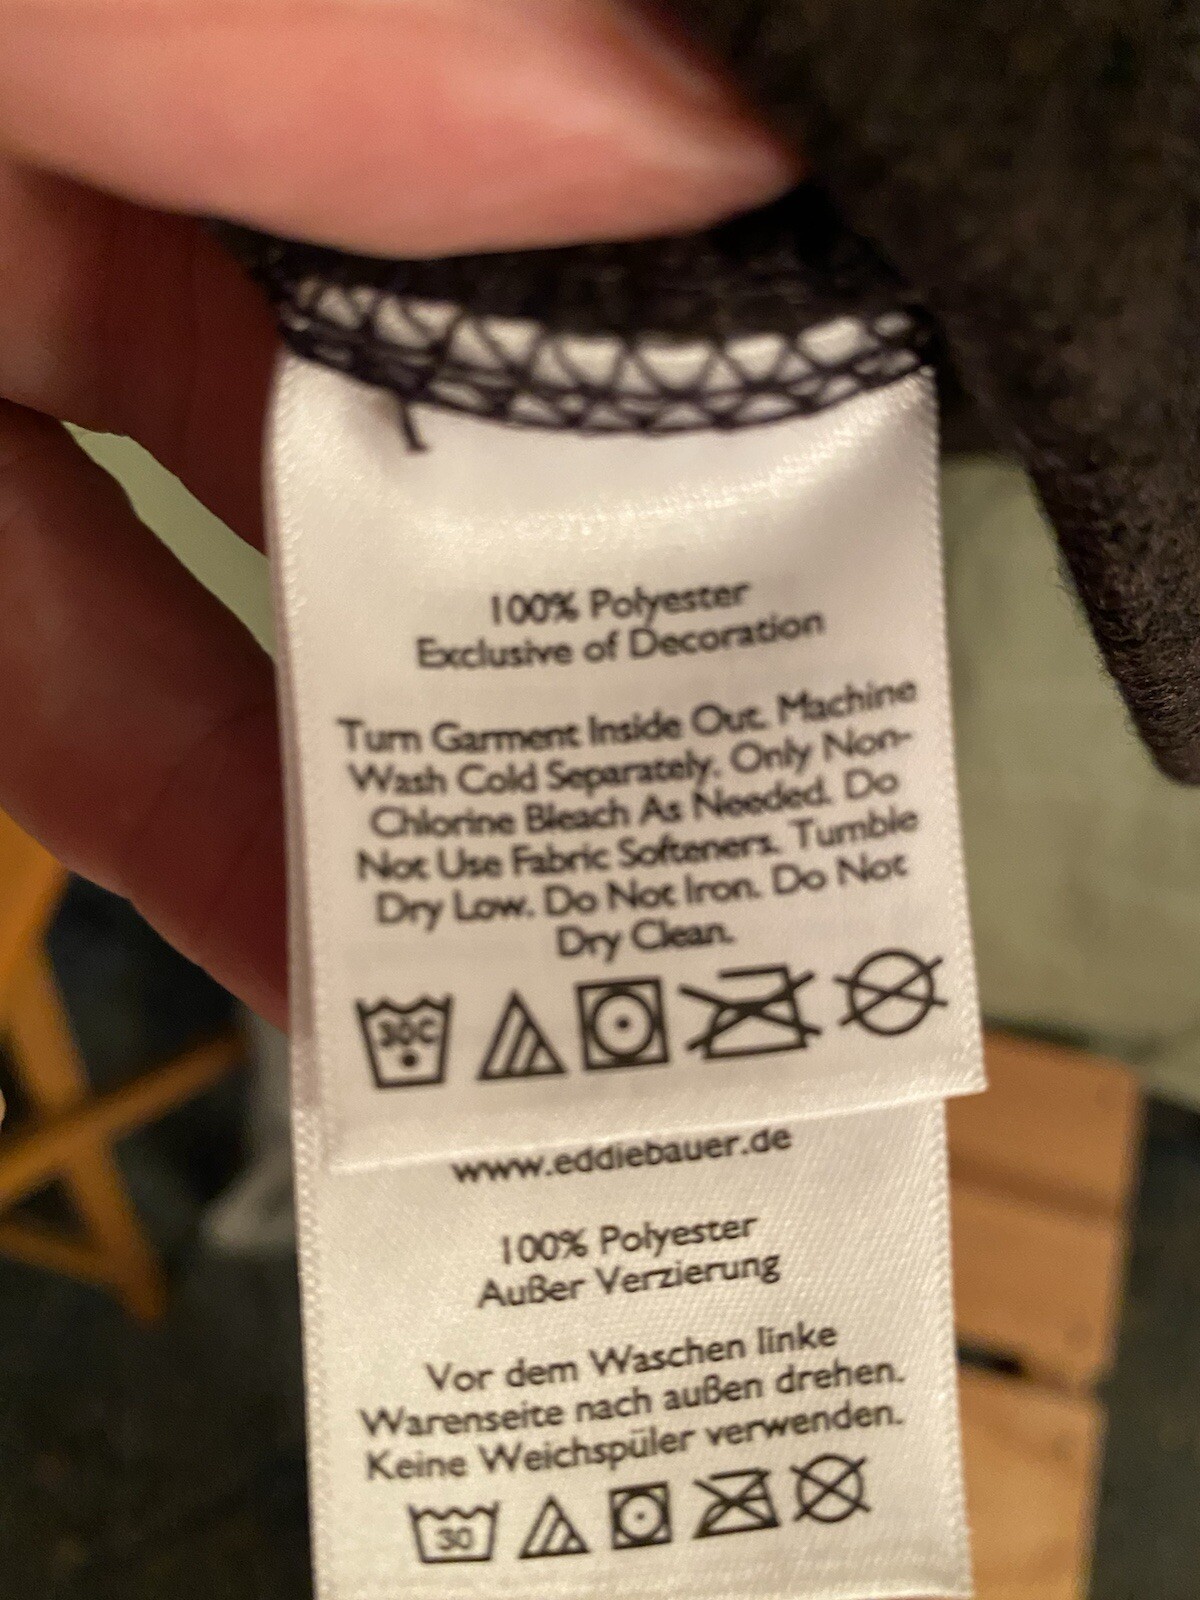 100% Polyester
Exclusive of Decoration
Turn Garment Inside Out. Machine
Wash Cold Separately. Only Non-
Chlorine Bleach As Needed. Do
Not Use Fabric Softeners. Tumble
Dry Low. Do Not Iron. Do Not
Dry Clean.
30C
www.eddiebauer.de
100% Polyester
Außer Verzierung
Vor dem Waschen linke
Warenseite nach außen drehen.
Keine Weichspüler verwenden.
30